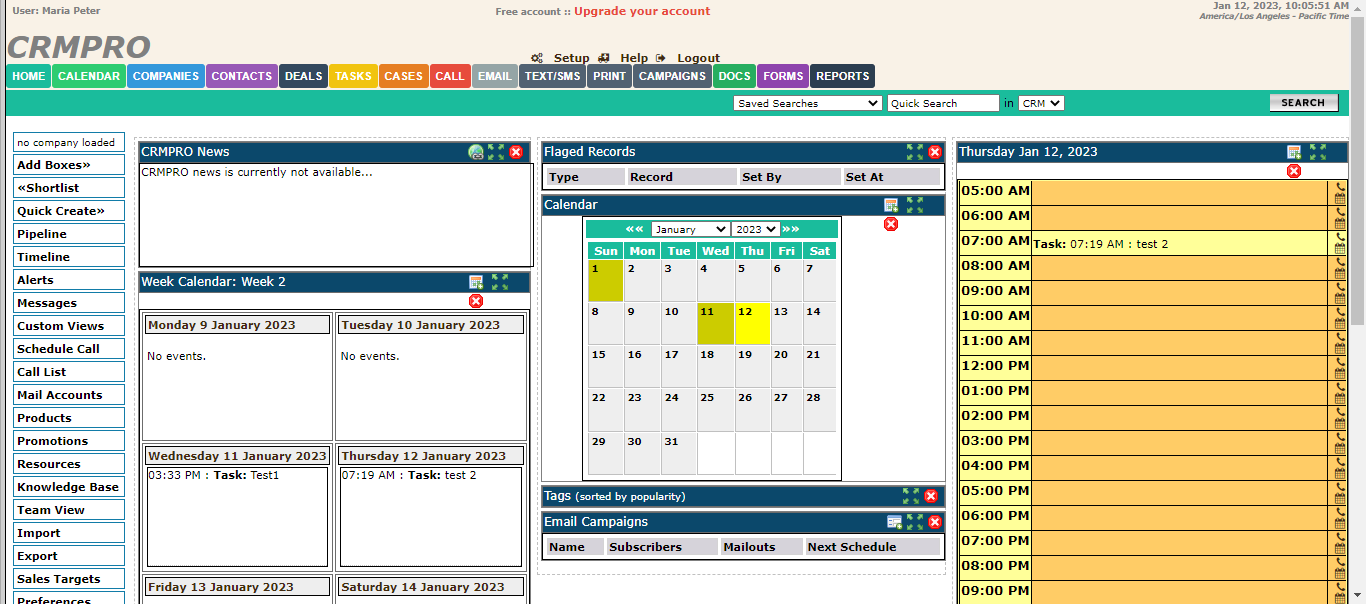 User: Maria Peter
Free account :: Upgrade your account
Jan 12, 2023, 10:05:51 AM
America/Los Angeles - Pacific Time
CRMPRO
Setup Help Logout
HOME CALENDAR COMPANIES CONTACTS DEALS TASKS CASES CALL EMAIL TEXT/SMS PRINT CAMPAIGNS DOCS FORMS REPORTS
Saved Searches Quick Search in CRM SEARCH
no company loaded
Add Boxes»
«Shortlist
Quick Create»
Pipeline
Timeline
Alerts
Messages
Custom Views
Schedule Call
Call List
Mail Accounts
Products
Promotions
Resources
Knowledge Base
Team View
Import
Export
Sales Targets
Preferences
CRMPRO News
CRMPRO news is currently not available...
Week Calendar: Week 2
Monday 9 January 2023 Tuesday 10 January 2023
No events. No events.
Wednesday 11 January 2023 Thursday 12 January 2023
03:33 PM : Task: Test1 07:19 AM : Task: test 2
Friday 13 January 2023 Saturday 14 January 2023
Flaged Records
Type Record Set By Set At
Calendar
«« January 2023 »»
Sun Mon Tue Wed Thu Fri Sat
1 2 3 4 5 6 7
8 9 10 11 12 13 14
15 16 17 18 19 20 21
22 23 24 25 26 27 28
29 30 31
Tags (sorted by popularity)
Email Campaigns
Name Subscribers Mailouts Next Schedule
Thursday Jan 12, 2023
05:00 AM
06:00 AM
07:00 AM Task: 07:19 AM : test 2
08:00 AM
09:00 AM
10:00 AM
11:00 AM
12:00 PM
01:00 PM
02:00 PM
03:00 PM
04:00 PM
05:00 PM
06:00 PM
07:00 PM
08:00 PM
09:00 PM